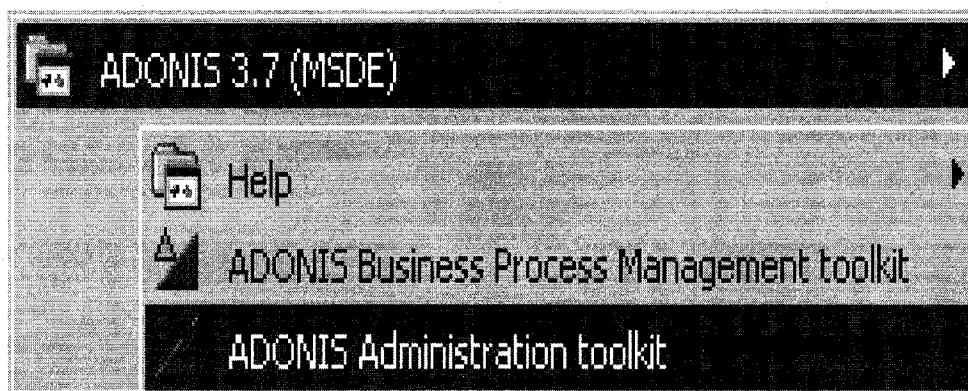 ADONIS 3.7 (MSDE)
Help
ADONIS Business Process Management toolkit
ADONIS Administration toolkit